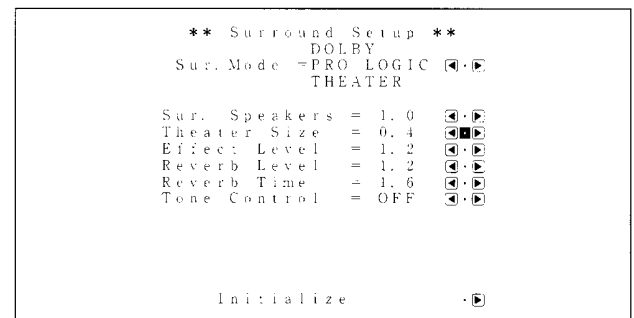 ** Surround Setup **
DOLBY
Sur. Mode = PRO LOGIC ◀・▶
THEATER
Sur. Speakers = 1.0 ◀・▶
Theater Size = 0.4 ◀■▶
Effect Level = 1.2 ◀・▶
Reverb Level = 1.2 ◀・▶
Reverb Time = 1.6 ◀・▶
Tone Control = OFF ◀・▶
Initialize ・▶